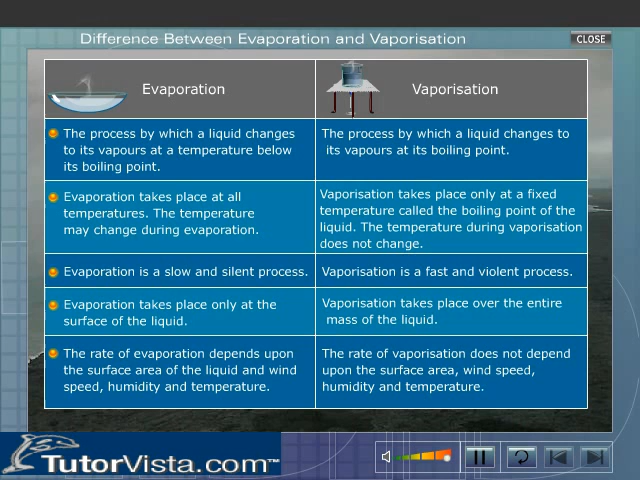 Difference Between Evaporation and Vaporisation
CLOSE
Evaporation
Vaporisation
The process by which a liquid changes
to its vapours at a temperature below
its boiling point.
The process by which a liquid changes to
its vapours at its boiling point.
Evaporation takes place at all
temperatures. The temperature
may change during evaporation.
Vaporisation takes place only at a fixed
temperature called the boiling point of the
liquid. The temperature during vaporisation
does not change.
Evaporation is a slow and silent process.
Vaporisation is a fast and violent process.
Evaporation takes place only at the
surface of the liquid.
Vaporisation takes place over the entire
mass of the liquid.
The rate of evaporation depends upon
the surface area of the liquid and wind
speed, humidity and temperature.
The rate of vaporisation does not depend
upon the surface area, wind speed,
humidity and temperature.
TutorVista.com™